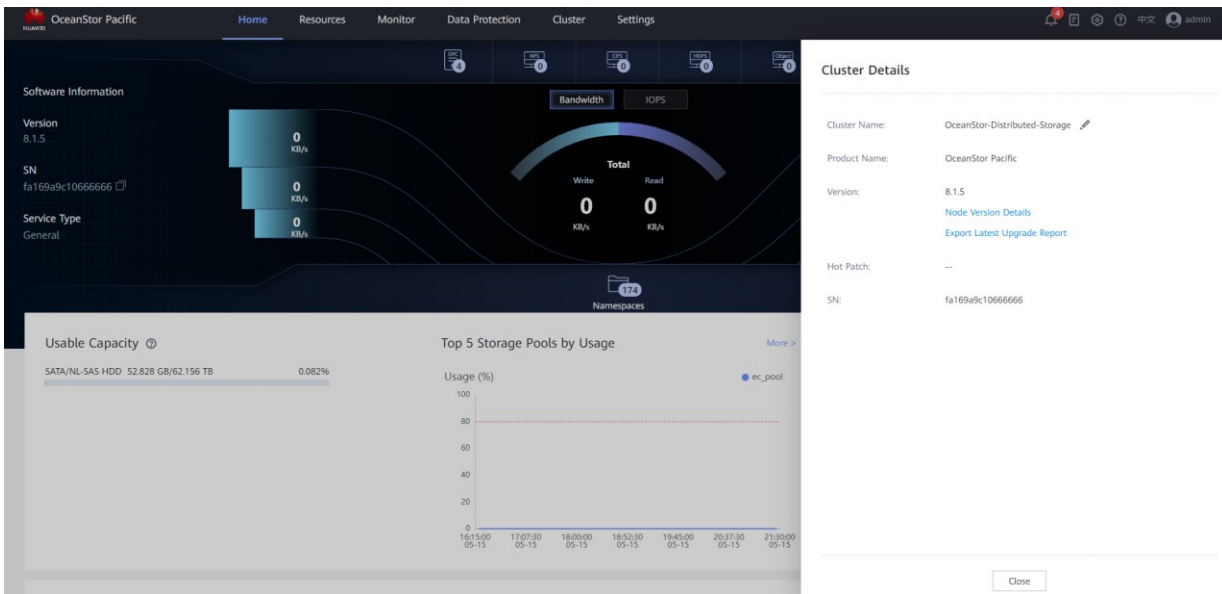 HUAWEI OceanStor Pacific Home Resources Monitor Data Protection Cluster Settings 4 中文 admin
DPC 4 NFS 0 CIFS 0 HDFS 0 Object 0
Software Information
Version
8.1.5
SN
fa169a9c10666666
Service Type
General
0
KB/s
0
KB/s
0
KB/s
Bandwidth IOPS
Total
Write Read
0 0
KB/s KB/s
174
Namespaces
Usable Capacity
SATA/NL-SAS HDD 52.828 GB/62.156 TB 0.082%
Top 5 Storage Pools by Usage More >
Usage (%) ec_pool
100
80
60
40
20
0
16:15:00 17:07:30 18:00:00 18:52:30 19:45:00 20:37:30 21:30:00
05-15 05-15 05-15 05-15 05-15 05-15 05-15
Cluster Details
Cluster Name: OceanStor-Distributed-Storage
Product Name: OceanStor Pacific
Version: 8.1.5
Node Version Details
Export Latest Upgrade Report
Hot Patch: --
SN: fa169a9c10666666
Close